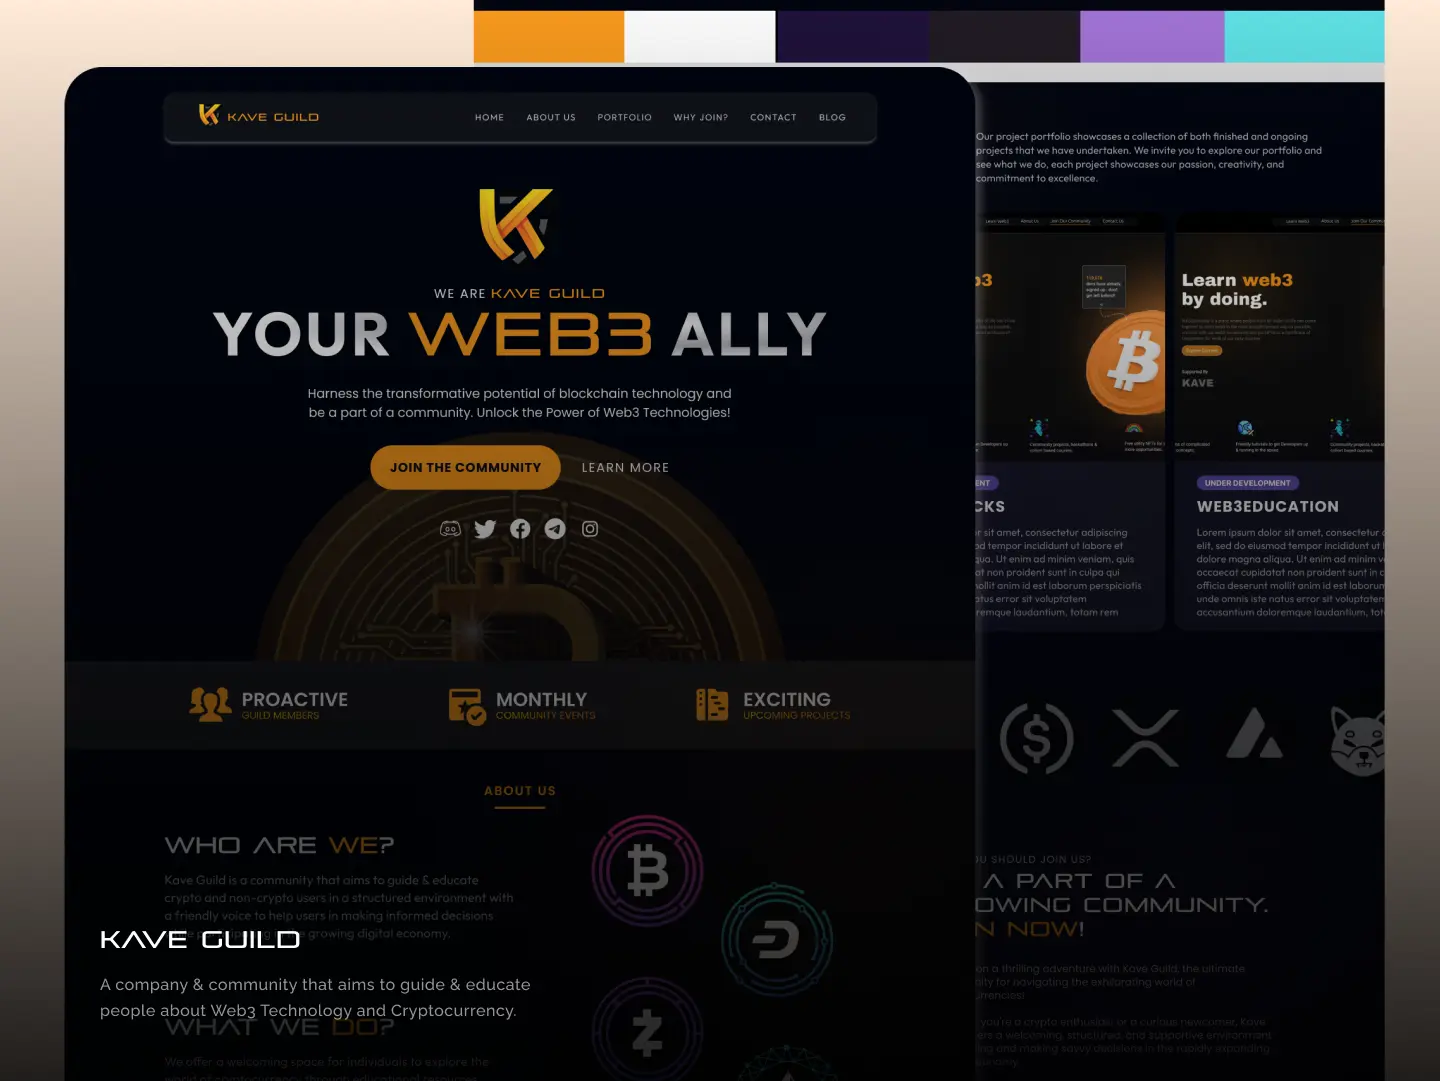 KAVE GUILD
HOME ABOUT US PORTFOLIO WHY JOIN? CONTACT BLOG
WE ARE KAVE GUILD
YOUR WEB3 ALLY
Harness the transformative potential of blockchain technology and
be a part of a community. Unlock the Power of Web3 Technologies!
JOIN THE COMMUNITY LEARN MORE
PROACTIVE
GUILD MEMBERS
MONTHLY
COMMUNITY EVENTS
EXCITING
UPCOMING PROJECTS
ABOUT US
WHO ARE WE?
Kave Guild is a community that aims to guide & educate
crypto and non-crypto users in a structured environment with
a friendly voice to help users in making informed decisions
growing digital economy.
KAVE GUILD
A company & community that aims to guide & educate
people about Web3 Technology and Cryptocurrency.
WHAT WE DO?
We offer a welcoming space for individuals to explore the
Our project portfolio showcases a collection of both finished and ongoing
projects that we have undertaken. We invite you to explore our portfolio and
see what we do, each project showcases our passion, creativity, and
commitment to excellence.
Learn Web3 About Us Join Our Community Contact Us
Learn web3
by doing.
Supported By
KAVE
UNDER DEVELOPMENT
WEB3EDUCATION
Lorem ipsum dolor sit amet, consectetur
elit, sed do eiusmod tempor incididunt ut
dolore magna aliqua. Ut enim ad minim
occaecat cupidatat non proident sunt in
officia deserunt mollit anim id est laborum
unde omnis iste natus error sit voluptatem
accusantium doloremque laudantium,
ENT
CKS
r sit amet, consectetur adipiscing
od tempor incididunt ut labore et
qua. Ut enim ad minim veniam, quis
at non proident sunt in culpa qui
mollit anim id est laborum perspiciatis
natus error sit voluptatem
remque laudantium, totam rem
SHOULD JOIN US?
A PART OF A
OWING COMMUNITY.
N NOW!
on a thrilling adventure with Kave Guild, the ultimate
for navigating the exhilarating world of
you're a crypto enthusiast or a curious newcomer, Kave
a welcoming, structured, and supportive environment
and making savvy decisions in the rapidly expanding